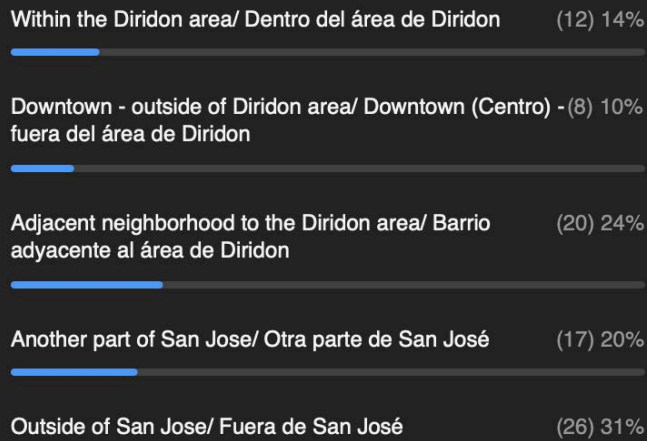 Within the Diridon area/ Dentro del área de Diridon (12) 14%
Downtown - outside of Diridon area/ Downtown (Centro) - (8) 10%
fuera del área de Diridon
Adjacent neighborhood to the Diridon area/ Barrio (20) 24%
adyacente al área de Diridon
Another part of San Jose/ Otra parte de San José (17) 20%
Outside of San Jose/ Fuera de San José (26) 31%